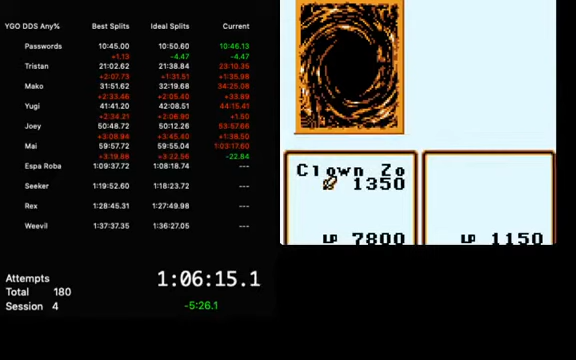 YGO DDS Any% Best Splits Ideal Splits Current
Passwords 10:45.00 10:50.60 10:46.13
+1.13 -4.47 -4.47
Tristan 21:02.62 21:38.84 23:10.35
+2:07.73 +1:31.51 +1:35.98
Mako 31:51.62 32:19.68 34:25.08
+2:33.46 +2:05.40 +33.89
Yugi 41:41.20 42:08.51 44:15.41
+2:34.21 +2:06.90 +1.50
Joey 50:48.72 50:12.26 53:57.66
+3:08.94 +3:45.40 +1:38.50
Mai 59:57.72 59:55.04 1:03:17.60
+3:19.88 +3:22.56 -22.84
Espa Roba 1:09:37.72 1:08:18.74 ---
Seeker 1:19:52.60 1:18:23.72 ---
Rex 1:28:45.31 1:27:49.98 ---
Weevil 1:37:37.35 1:36:27.05 ---
Attempts
Total 180
Session 4
1:06:15.1
-5:26.1
Clown Zo
1350
LP 7800
LP 1150